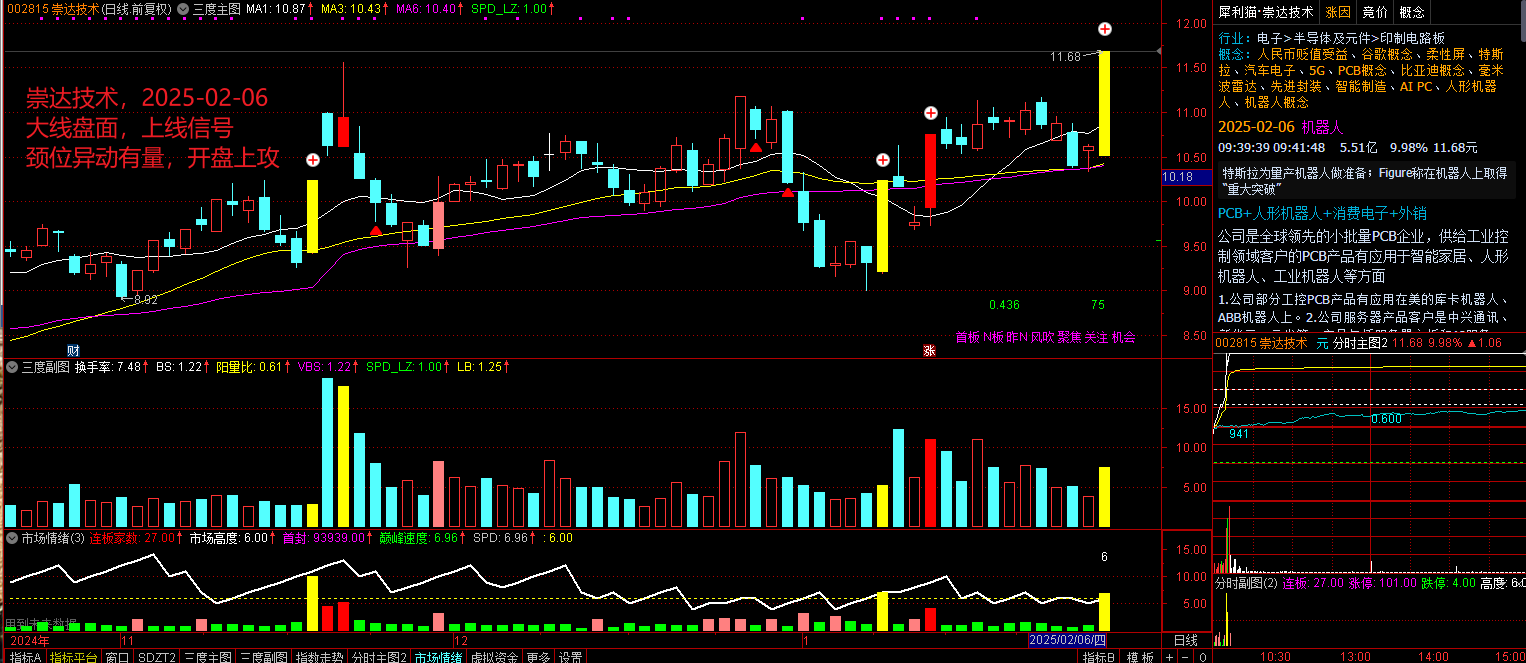 002815 崇达技术(日线.前复权) 三度主图 MA1: 10.87↑ MA3: 10.43↑ MA6: 10.40↑ SPD_LZ: 1.00↑
崇达技术，2025-02-06
大线盘面，上线信号
颈位异动有量，开盘上攻
11.68
8.92
0.436
75
首板 N板 昨N 风吹 聚焦 关注 机会
财
涨
12.00
11.50
11.00
10.50
10.18
10.00
9.50
9.00
8.50
三度副图 换手率: 7.48↑ BS: 1.22↑ 阳量比: 0.61↑ VBS: 1.22↑ SPD_LZ: 1.00↑ LB: 1.25↑
15.00
10.00
5.00
市场情绪(3) 连板家数: 27.00↑ 市场高度: 6.00↑ 首封: 93939.00↑ 巅峰速度: 6.96↑ SPD: 6.96↑ : 6.00
6
15.00
10.00
5.00
用到未来数据
2024年 11 12 1 2025/02/06/四 日线
指标A 指标平台 窗口 SDZT2 三度主图 三度副图 指数走势 分时主图2 市场情绪 虚拟资金 更多 设置 指标B 模板 + - 0
犀利猫·崇达技术 涨因 竞价 概念
行业: 电子>半导体及元件>印制电路板
概念: 人民币贬值受益、谷歌概念、柔性屏、特斯
拉、汽车电子、5G、PCB概念、比亚迪概念、毫米
波雷达、先进封装、智能制造、AI PC、人形机器
人、机器人概念
2025-02-06 机器人
09:39:39 09:41:48 5.51亿 9.98% 11.68元
特斯拉为量产机器人做准备；Figure称在机器人上取得
“重大突破”
PCB+人形机器人+消费电子+外销
公司是全球领先的小批量PCB企业，供给工业控
制领域客户的PCB产品有应用于智能家居、人形
机器人、工业机器人等方面
1.公司部分工控PCB产品有应用在美的库卡机器人、
ABB机器人上。2.公司服务器产品客户是中兴通讯、
002815 崇达技术 元 分时主图2 11.68 9.98% ▲1.06
0.600
941
分时副图(2) 连板: 27.00 涨停: 101.00 跌停: 4.00 高度: 6.0
10:30 13:00 14:00 15:00